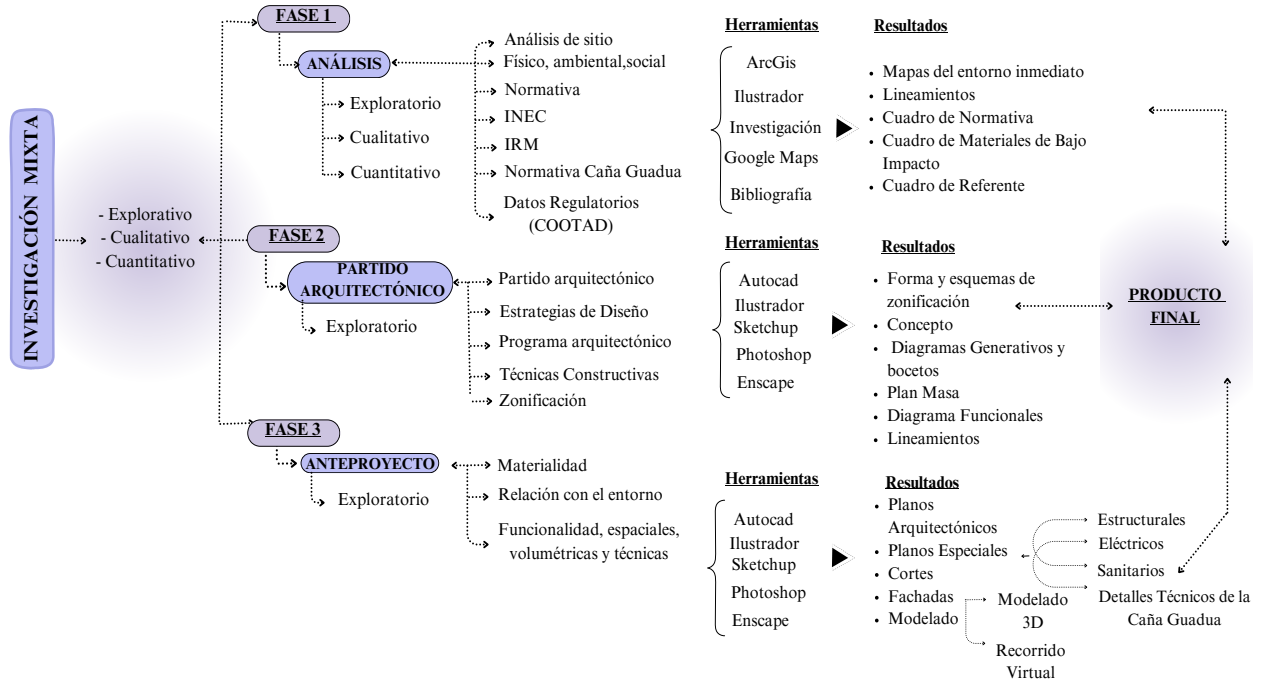 INVESTIGACIÓN MIXTA
- Explorativo
- Cualitativo
- Cuantitativo
FASE 1
ANÁLISIS
Exploratorio
Cualitativo
Cuantitativo
Análisis de sitio
Físico, ambiental,social
Normativa
INEC
IRM
Normativa Caña Guadua
Datos Regulatorios
(COOTAD)
Herramientas
ArcGis
Ilustrador
Investigación
Google Maps
Bibliografía
Resultados
• Mapas del entorno inmediato
• Lineamientos
• Cuadro de Normativa
• Cuadro de Materiales de Bajo
Impacto
• Cuadro de Referente
FASE 2
PARTIDO
ARQUITECTÓNICO
Exploratorio
Partido arquitectónico
Estrategias de Diseño
Programa arquitectónico
Técnicas Constructivas
Zonificación
Herramientas
Autocad
Ilustrador
Sketchup
Photoshop
Enscape
Resultados
• Forma y esquemas de
zonificación
• Concepto
• Diagramas Generativos y
bocetos
• Plan Masa
• Diagrama Funcionales
• Lineamientos
PRODUCTO
FINAL
FASE 3
ANTEPROYECTO
Exploratorio
Materialidad
Relación con el entorno
Funcionalidad, espaciales,
volumétricas y técnicas
Herramientas
Autocad
Ilustrador
Sketchup
Photoshop
Enscape
Resultados
• Planos
Arquitectónicos
• Planos Especiales
• Cortes
• Fachadas
• Modelado
Modelado
3D
Recorrido
Virtual
Estructurales
Eléctricos
Sanitarios
Detalles Técnicos de la
Caña Guadua